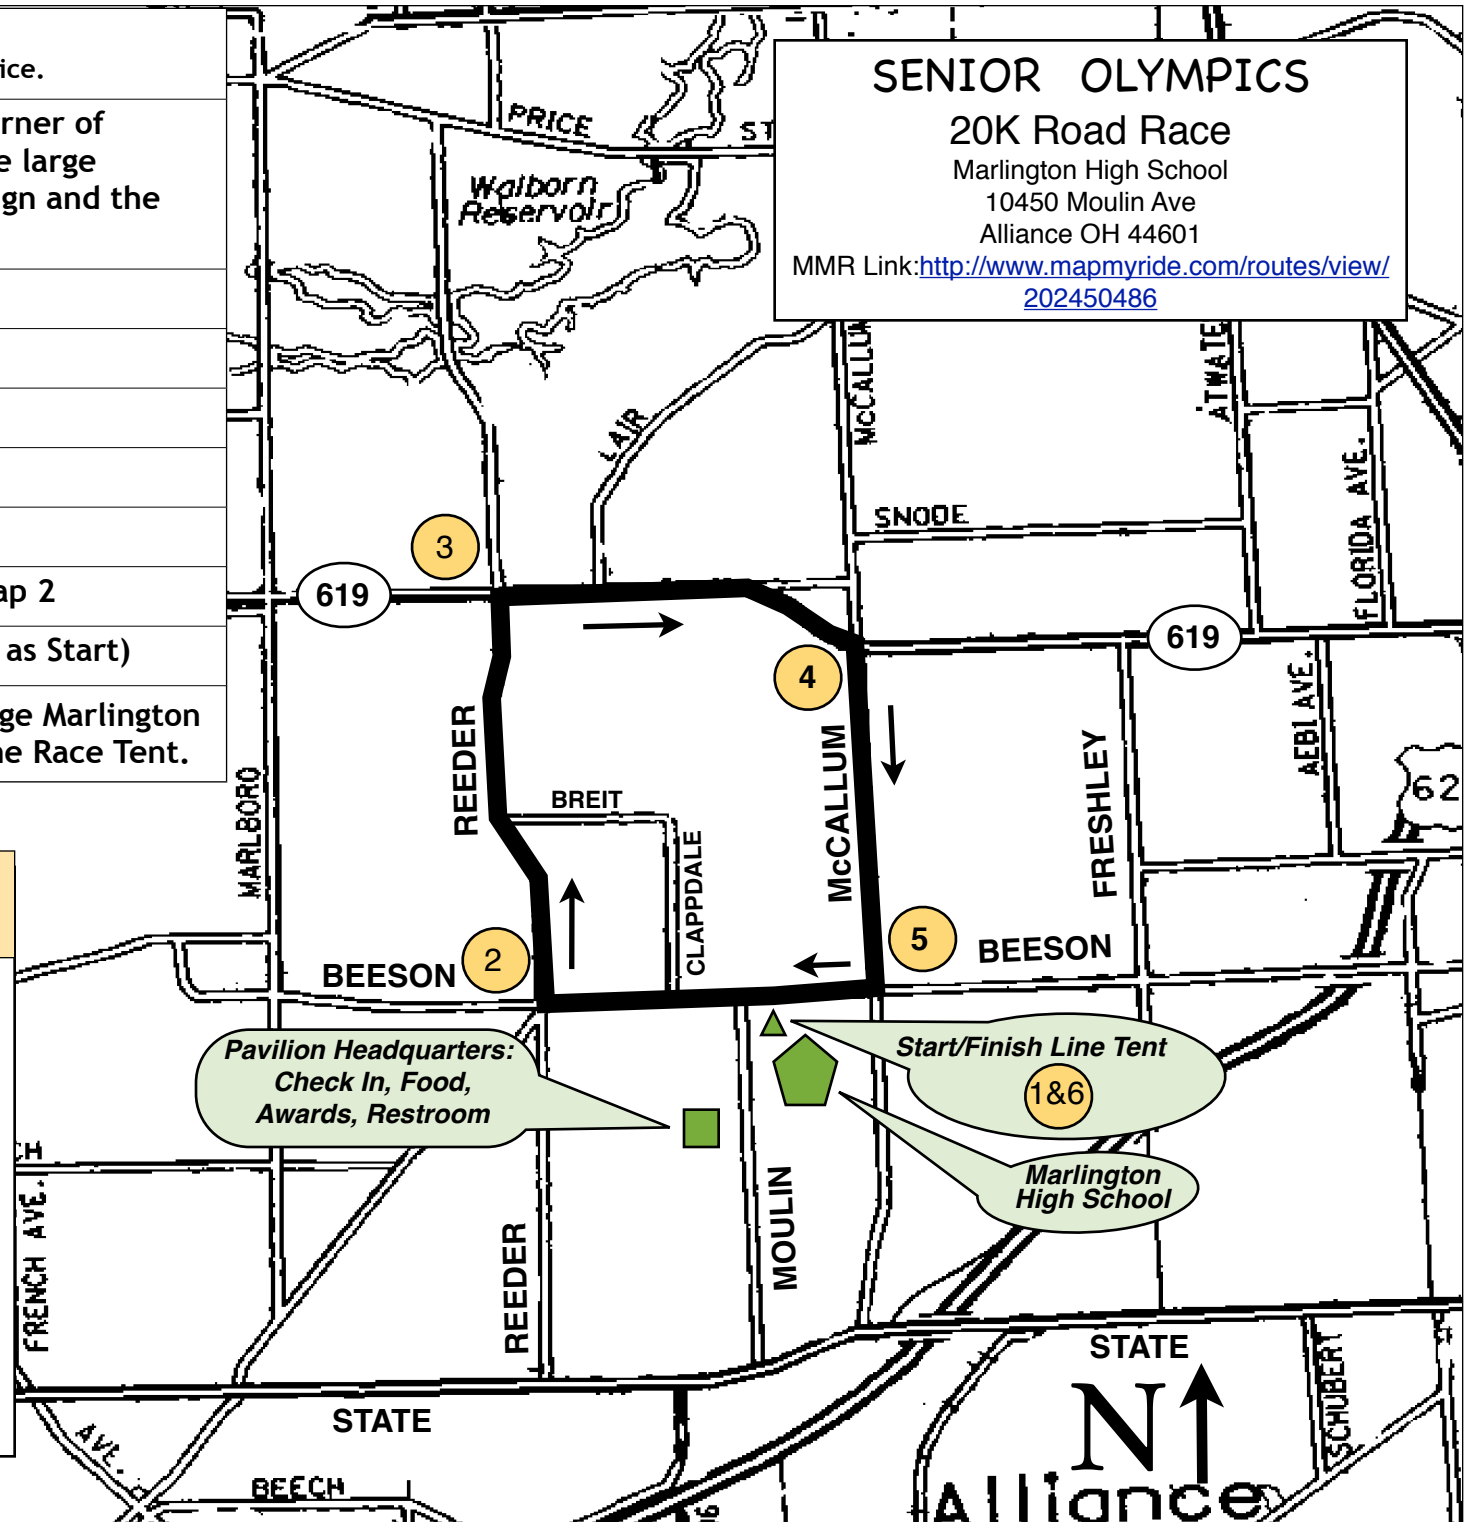 ice.
rner of
e large
gn and the
ap 2
as Start)
ge Marlington
ne Race Tent.
SENIOR OLYMPICS
20K Road Race
Marlington High School
10450 Moulin Ave
Alliance OH 44601
MMR Link:http://www.mapmyride.com/routes/view/
202450486
PRICE
ST
Walborn
Reservoir
LAIR
McCALLUM
ATWATE
FLORIDA AVE.
SNODE
3
619
4
619
REEDER
McCALLUM
FRESHLEY
AEBI AVE.
62
MARLBORO
BREIT
CLAPPDALE
BEESON
2
5
BEESON
Pavilion Headquarters:
Check In, Food,
Awards, Restroom
Start/Finish Line Tent
1&6
Marlington
High School
CH
FRENCH AVE.
REEDER
MOULIN
STATE
STATE
N
SCHUBERT
AVE.
BEECH
Alliance